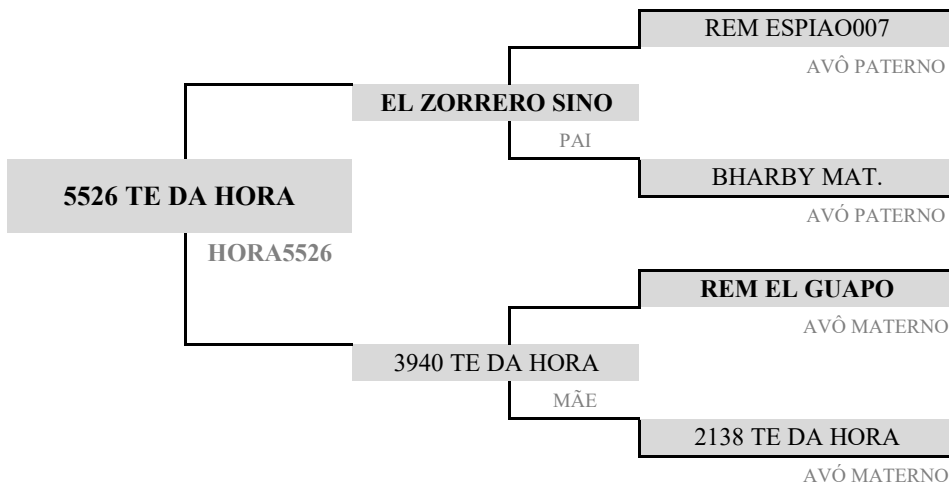 REM ESPIAO007
AVÔ PATERNO
EL ZORRERO SINO
PAI
BHARBY MAT.
AVÓ PATERNO
5526 TE DA HORA
HORA5526
REM EL GUAPO
AVÔ MATERNO
3940 TE DA HORA
MÃE
2138 TE DA HORA
AVÓ MATERNO